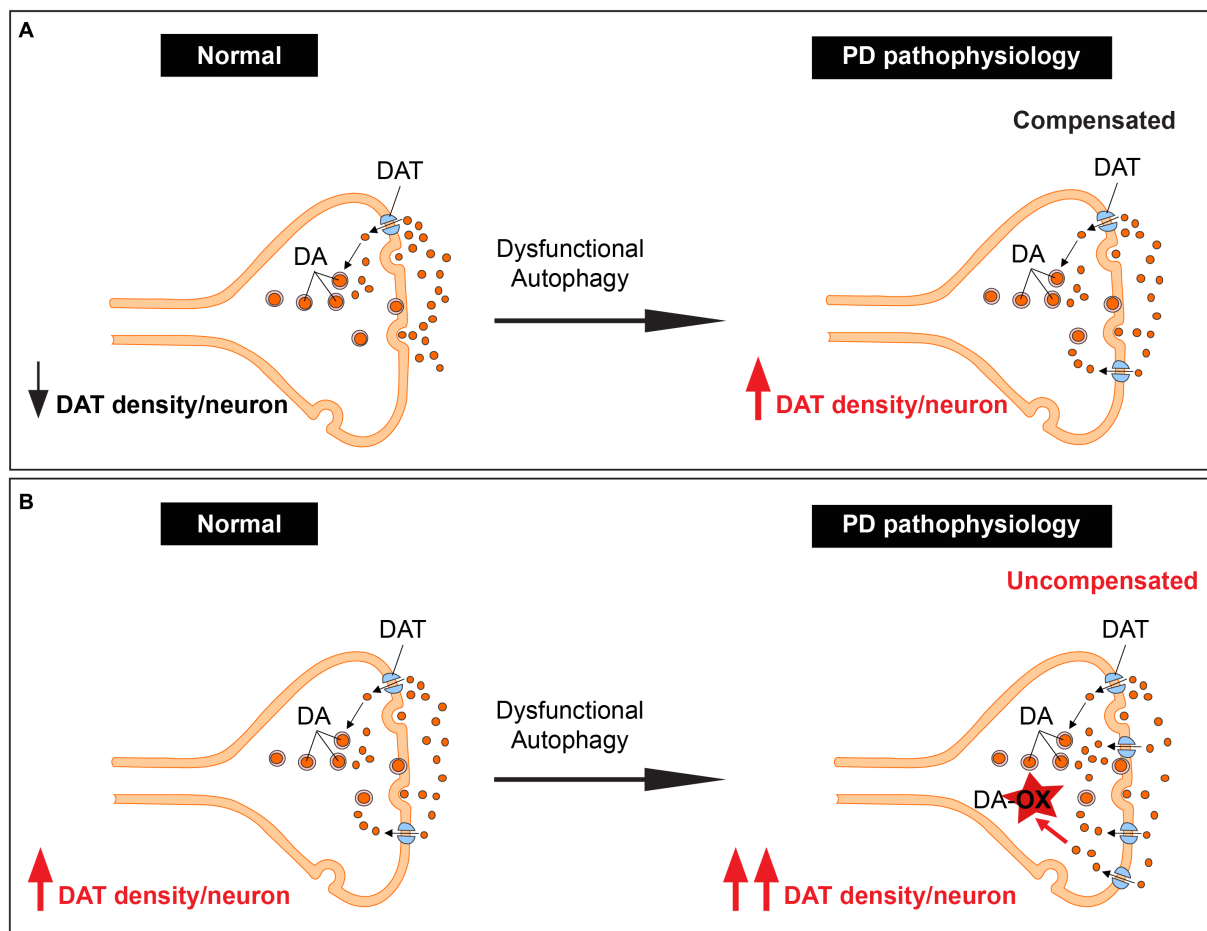 A
Normal
PD pathophysiology
Compensated
DAT
DAT
DA
Dysfunctional
Autophagy
DA
DAT density/neuron
DAT density/neuron
B
Normal
PD pathophysiology
Uncompensated
DAT
DAT
DA
Dysfunctional
Autophagy
DA
DA-OX
DAT density/neuron
DAT density/neuron